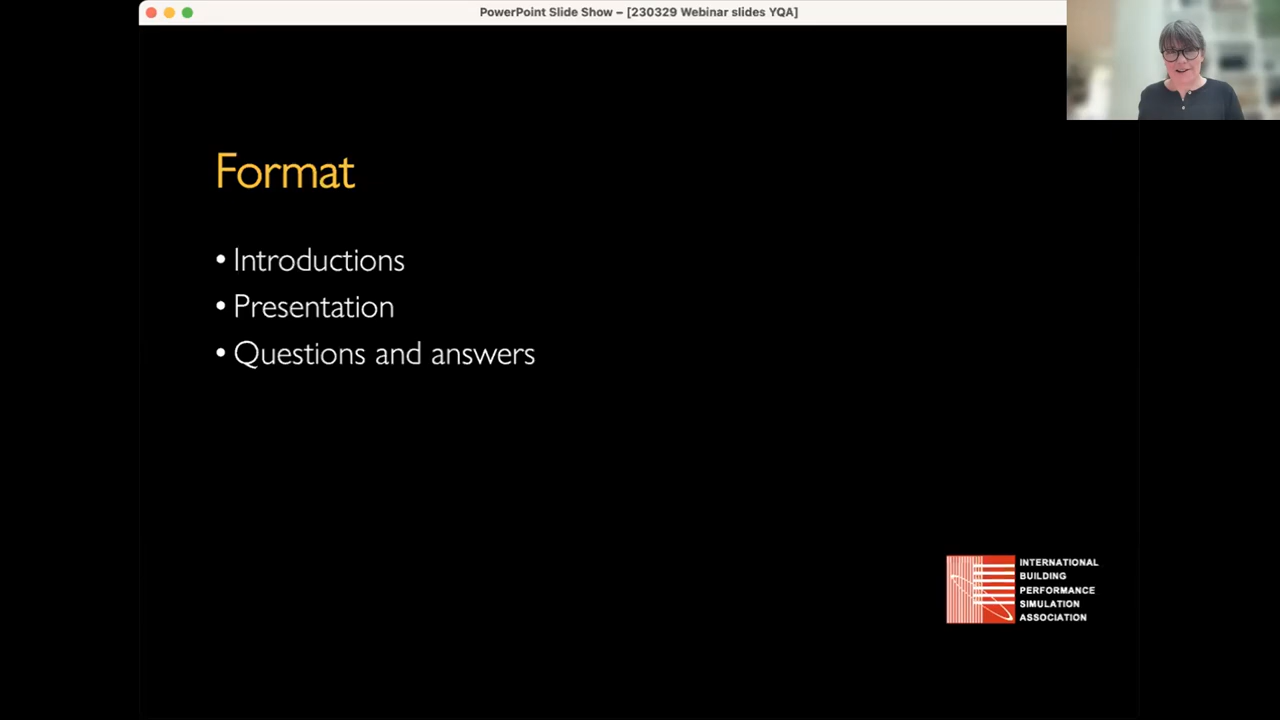 PowerPoint Slide Show – [230329 Webinar slides YQA]
Format
• Introductions
• Presentation
• Questions and answers
INTERNATIONAL
BUILDING
PERFORMANCE
SIMULATION
ASSOCIATION